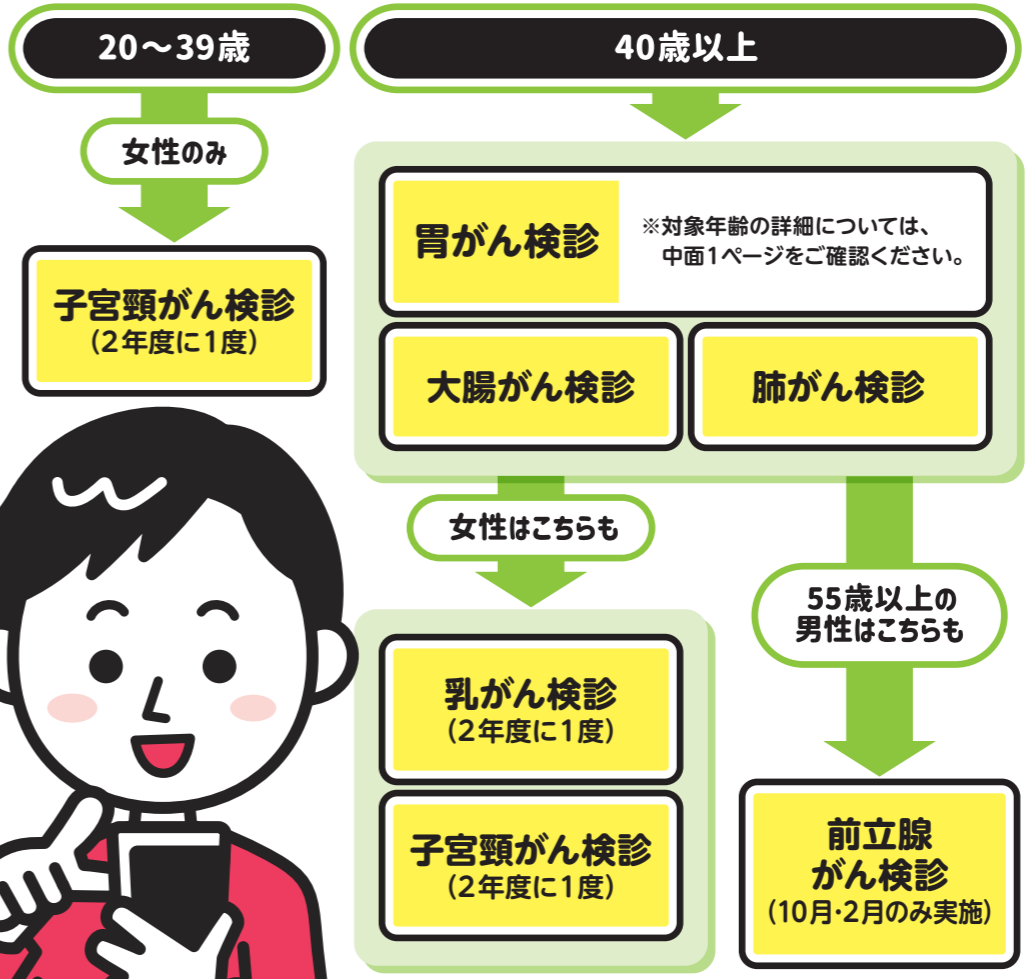 20〜39歳
女性のみ
子宮頸がん検診
(2年度に1度)
40歳以上
胃がん検診
※対象年齢の詳細については、
中面1ページをご確認ください。
大腸がん検診
肺がん検診
女性はこちらも
乳がん検診
(2年度に1度)
子宮頸がん検診
(2年度に1度)
55歳以上の
男性はこちらも
前立腺
がん検診
(10月・2月のみ実施)